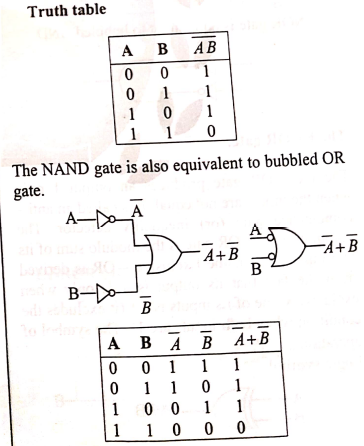 Truth table
A B A̅B̅
0 0 1
0 1 1
1 0 1
1 1 0
The NAND gate is also equivalent to bubbled OR
gate.
A A̅
A̅+B̅
B B̅
A
B
A̅+B̅
A B A̅ B̅ A̅+B̅
0 0 1 1 1
0 1 1 0 1
1 0 0 1 1
1 1 0 0 0